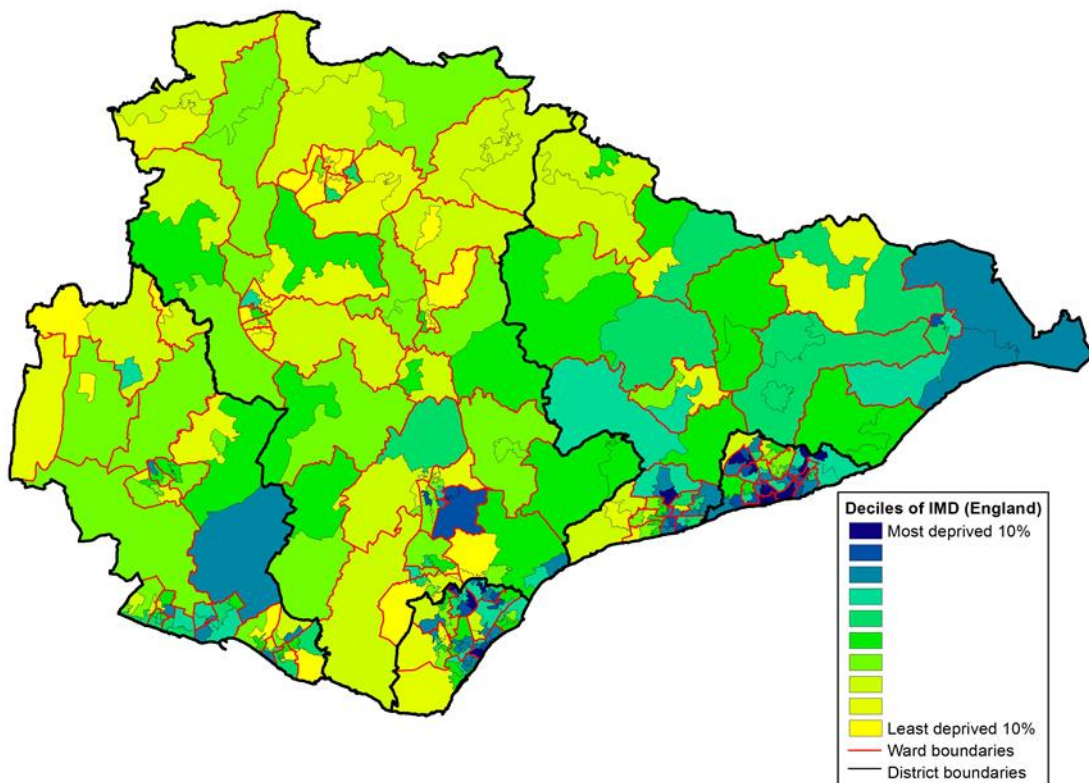 Deciles of IMD (England)
Most deprived 10%
Least deprived 10%
Ward boundaries
District boundaries